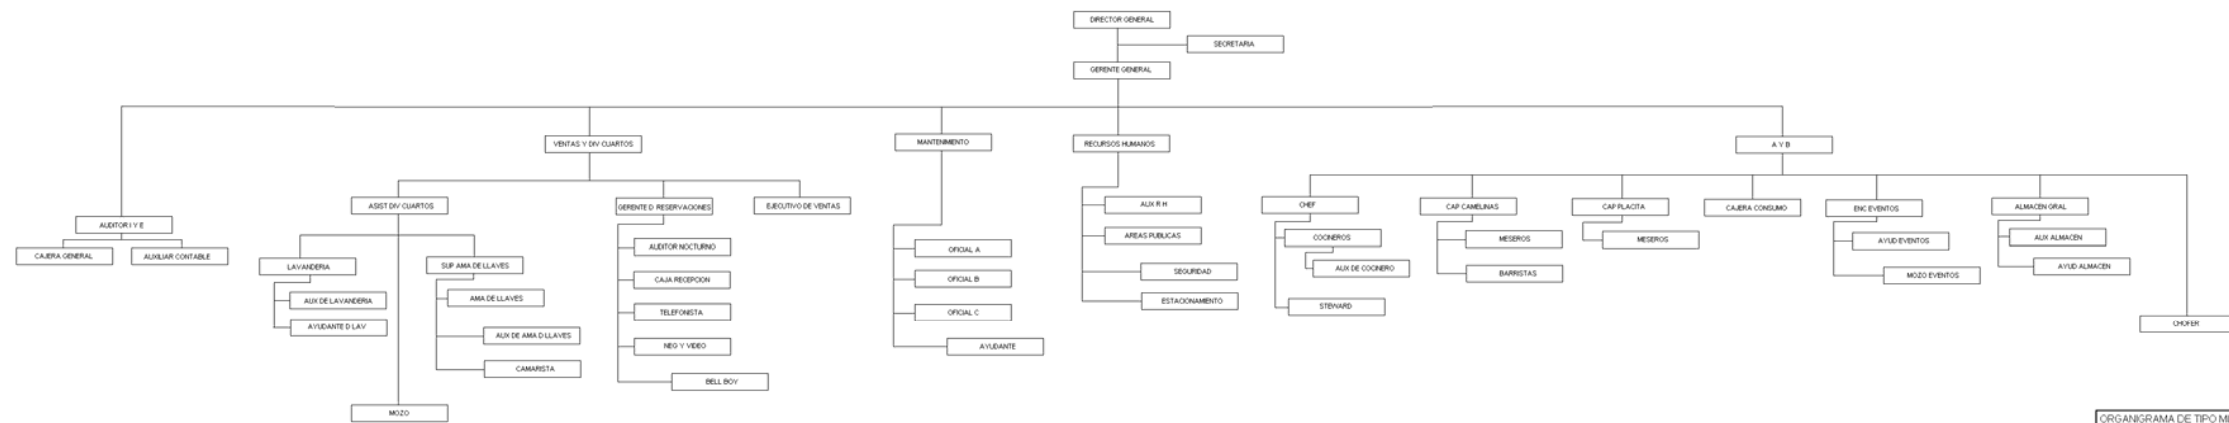 DIRECTOR GENERAL
SECRETARIA
GERENTE GENERAL
VENTAS Y DIV CUARTOS
MANTENIMIENTO
RECURSOS HUMANOS
A Y B
AUDITOR I Y E
CAJERA GENERAL
AUXILIAR CONTABLE
ASIST DIV CUARTOS
LAVANDERIA
AUX DE LAVANDERIA
AYUDANTE D LAV
SUP AMA DE LLAVES
AMA DE LLAVES
AUX DE AMA D LLAVES
CAMARISTA
MOZO
GERENTE D RESERVACIONES
AUDITOR NOCTURNO
CAJA RECEPCION
TELEFONISTA
NEG Y VIDEO
BELL BOY
EJECUTIVO DE VENTAS
OFICIAL A
OFICIAL B
OFICIAL C
AYUDANTE
AUX R H
AREAS PUBLICAS
SEGURIDAD
ESTACIONAMIENTO
CHEF
COCINEROS
AUX DE COCINERO
STEWARD
CAP CAMELINAS
MESEROS
BARRISTAS
CAP PLACITA
MESEROS
CAJERA CONSUMO
ENC EVENTOS
AYUD EVENTOS
MOZO EVENTOS
ALMACEN GRAL
AUX ALMACEN
AYUD ALMACEN
CHOFER
ORGANIGRAMA DE TIPO